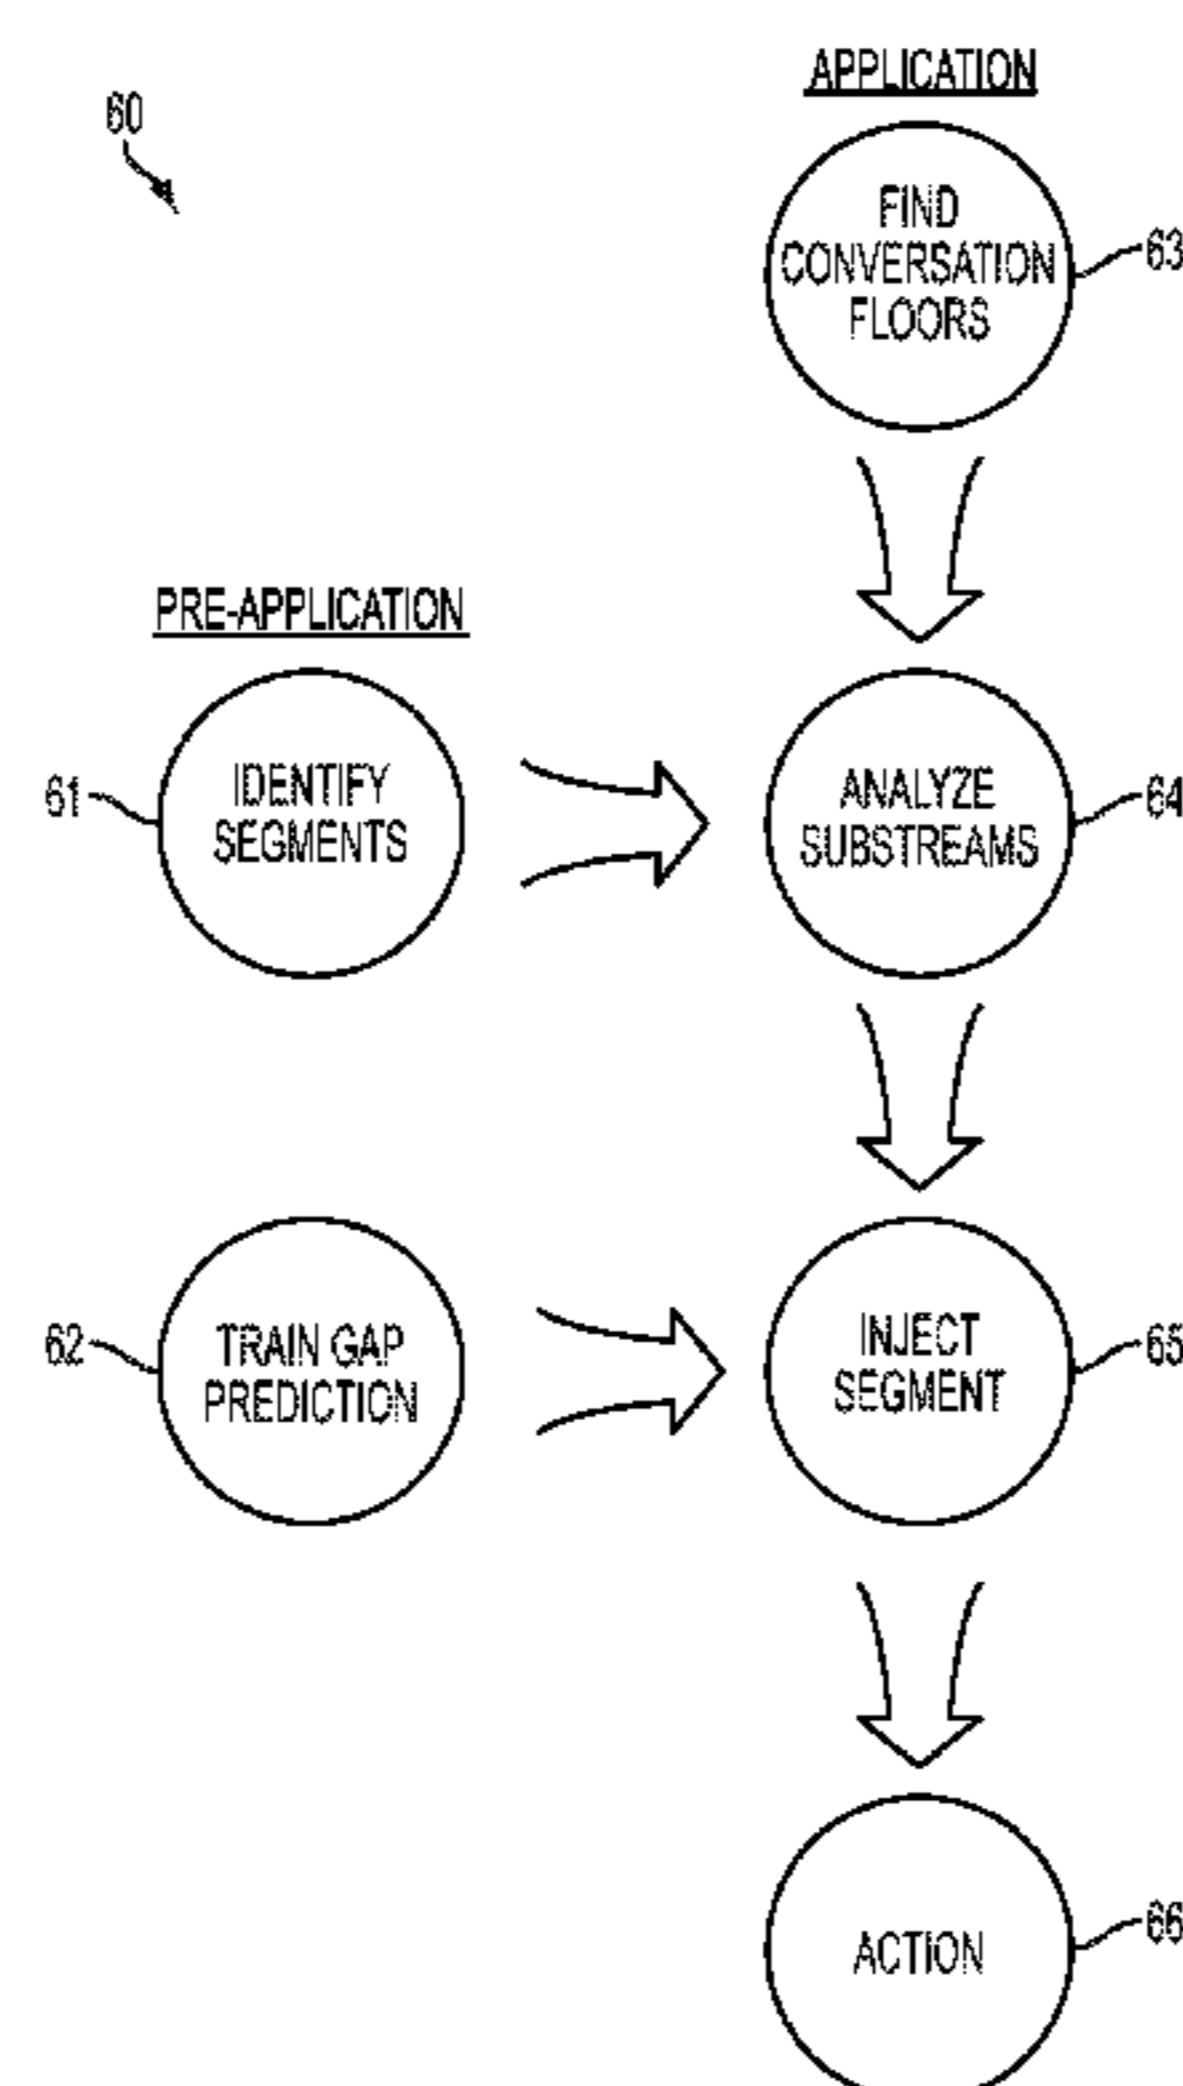 60
APPLICATION
FIND
CONVERSATION
FLOORS
63
PRE-APPLICATION
IDENTIFY
SEGMENTS
61
ANALYZE
SUBSTREAMS
64
TRAIN GAP
PREDICTION
62
INJECT
SEGMENT
65
ACTION
66